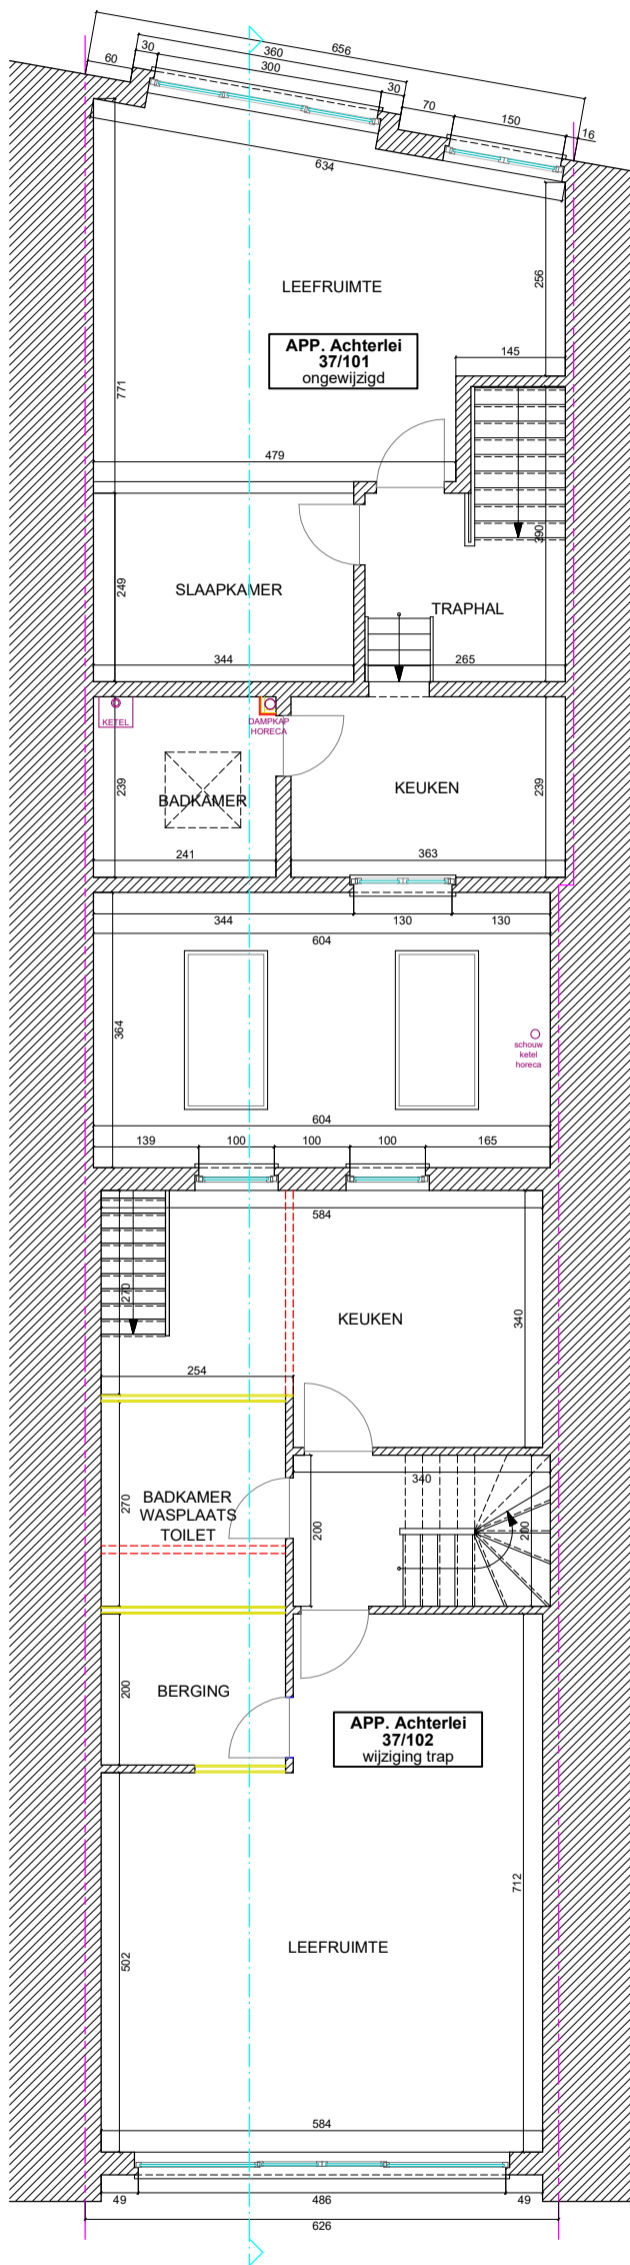 656
360
300
60
30
30
70
150
16
634
256
LEEFRUIMTE
APP. Achterlei
37/101
ongewijzigd
145
771
479
390
249
SLAAPKAMER
TRAPHAL
344
265
KETEL
DAMPKAP
HORECA
239
BADKAMER
KEUKEN
239
241
363
344
130
130
604
364
schouw
ketel
horeca
604
139
100
100
100
165
584
270
KEUKEN
340
254
270
BADKAMER
WASPLAATS
TOILET
340
200
200
200
BERGING
APP. Achterlei
37/102
wijziging trap
712
502
LEEFRUIMTE
584
49
486
49
626